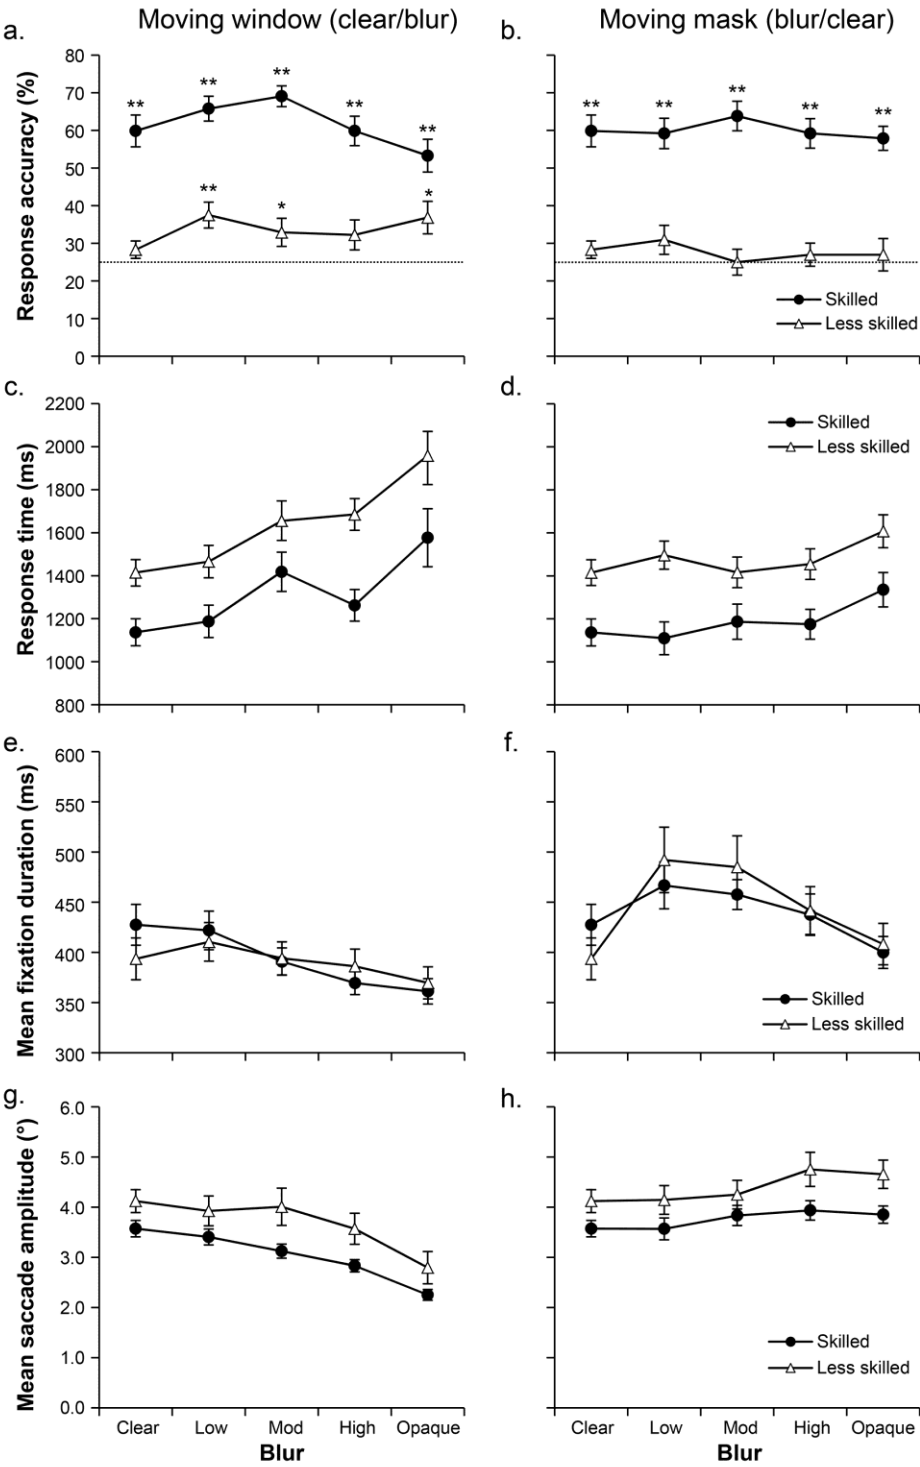 Moving window (clear/blur)
Moving mask (blur/clear)
a.
Response accuracy (%)
80
70
60
50
40
30
20
10
0
** ** ** ** **
** * *
b.
** ** ** ** **
Skilled
Less skilled
c.
Response time (ms)
2200
2000
1800
1600
1400
1200
1000
800
d.
Skilled
Less skilled
e.
Mean fixation duration (ms)
600
550
500
450
400
350
300
f.
Skilled
Less skilled
g.
Mean saccade amplitude (°)
6.0
5.0
4.0
3.0
2.0
1.0
0.0
Clear Low Mod High Opaque
Blur
h.
Skilled
Less skilled
Clear Low Mod High Opaque
Blur